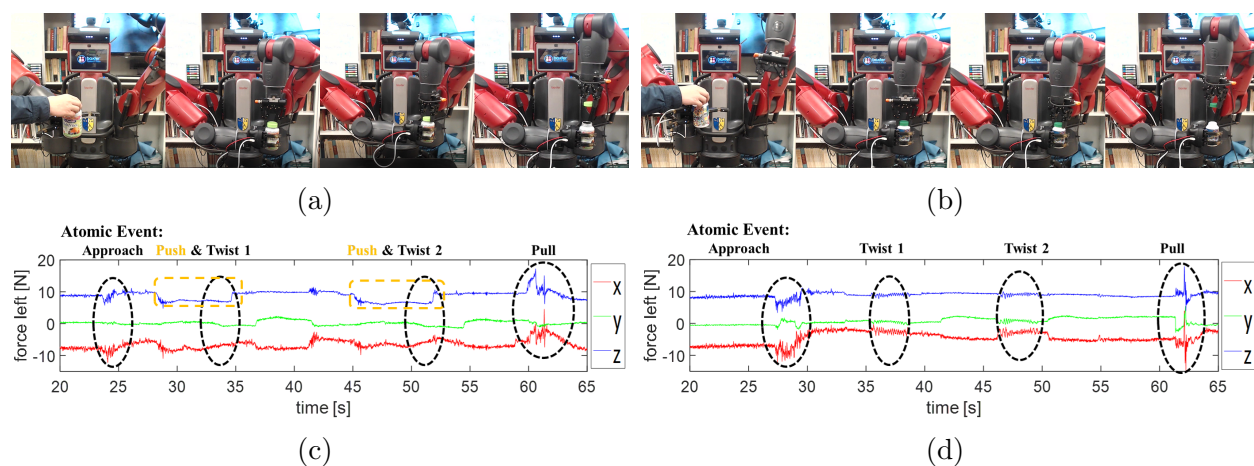 (a)
(b)
Atomic Event:
Approach Push & Twist 1 Push & Twist 2 Pull
force left [N]
20
10
0
-10
x
y
z
20 25 30 35 40 45 50 55 60 65
time [s]
(c)
Atomic Event:
Approach Twist 1 Twist 2 Pull
force left [N]
20
10
0
-10
x
y
z
20 25 30 35 40 45 50 55 60 65
time [s]
(d)